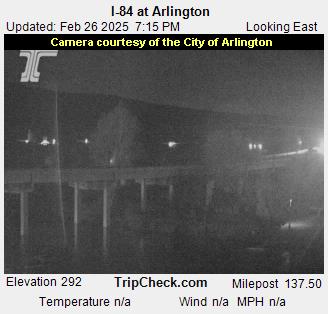 I-84 at Arlington
Updated: Feb 26 2025 7:15 PM Looking East
Camera courtesy of the City of Arlington
Elevation 292 TripCheck.com Milepost 137.50
Temperature n/a Wind n/a MPH n/a